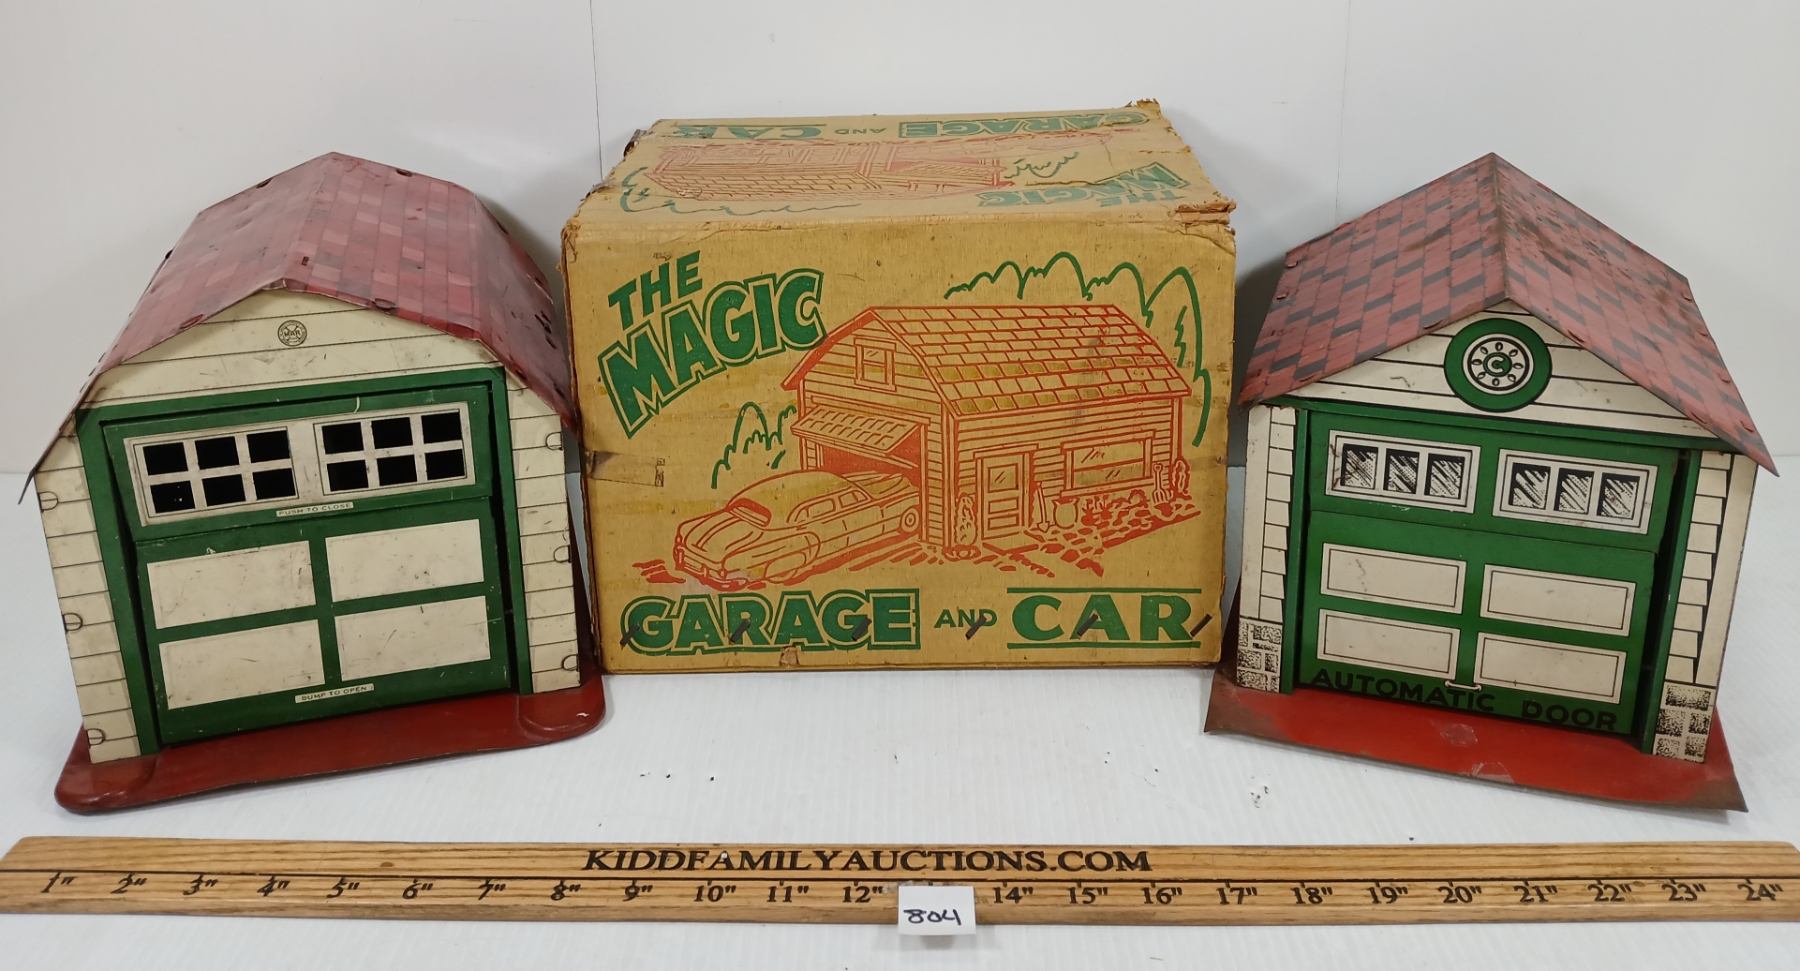 GARAGE AND CAR
THE MAGIC
THE
MAGIC
GARAGE AND CAR
MAR
PUSH TO CLOSE
BUMP TO OPEN
C
AUTOMATIC DOOR
KIDDFAMILYAUCTIONS.COM
1" 2" 3" 4" 5" 6" 7" 8" 9" 10" 11" 12" 14" 15" 16" 17" 18" 19" 20" 21" 22" 23" 24"
804